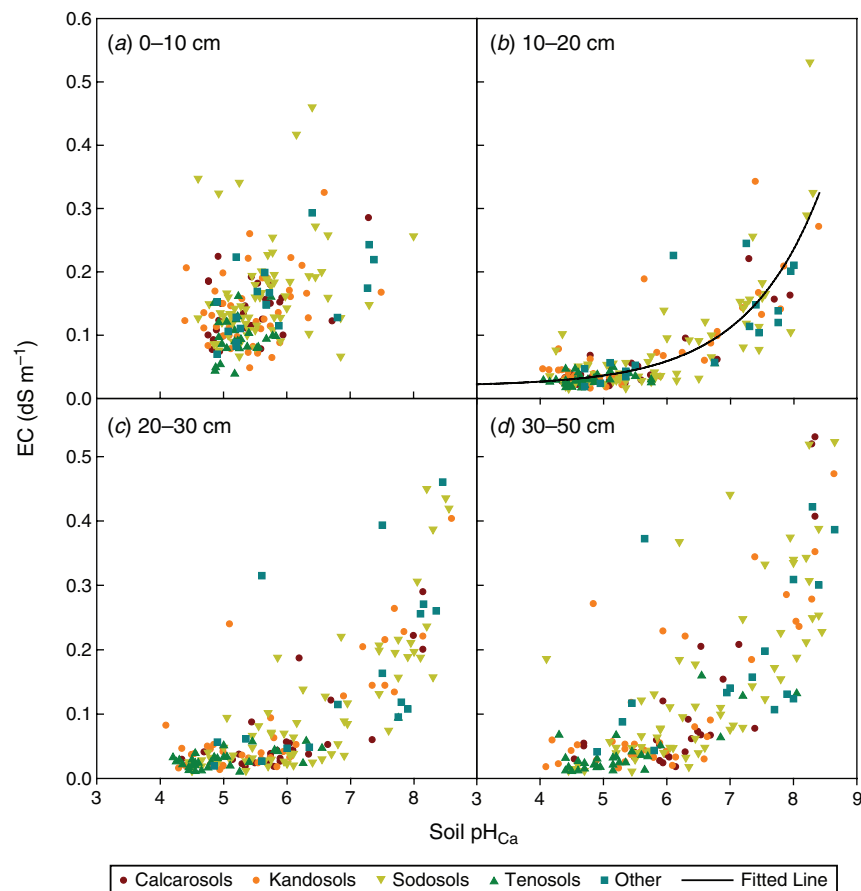 0.6
(a) 0–10 cm
(b) 10–20 cm
0.5
0.4
0.3
0.2
0.1
0.0
(c) 20–30 cm
(d) 30–50 cm
0.5
0.4
0.3
0.2
0.1
0.0
3 4 5 6 7 8 3 4 5 6 7 8 9
EC (dS m–1)
Soil pHCa
Calcarosols Kandosols Sodosols Tenosols Other Fitted Line